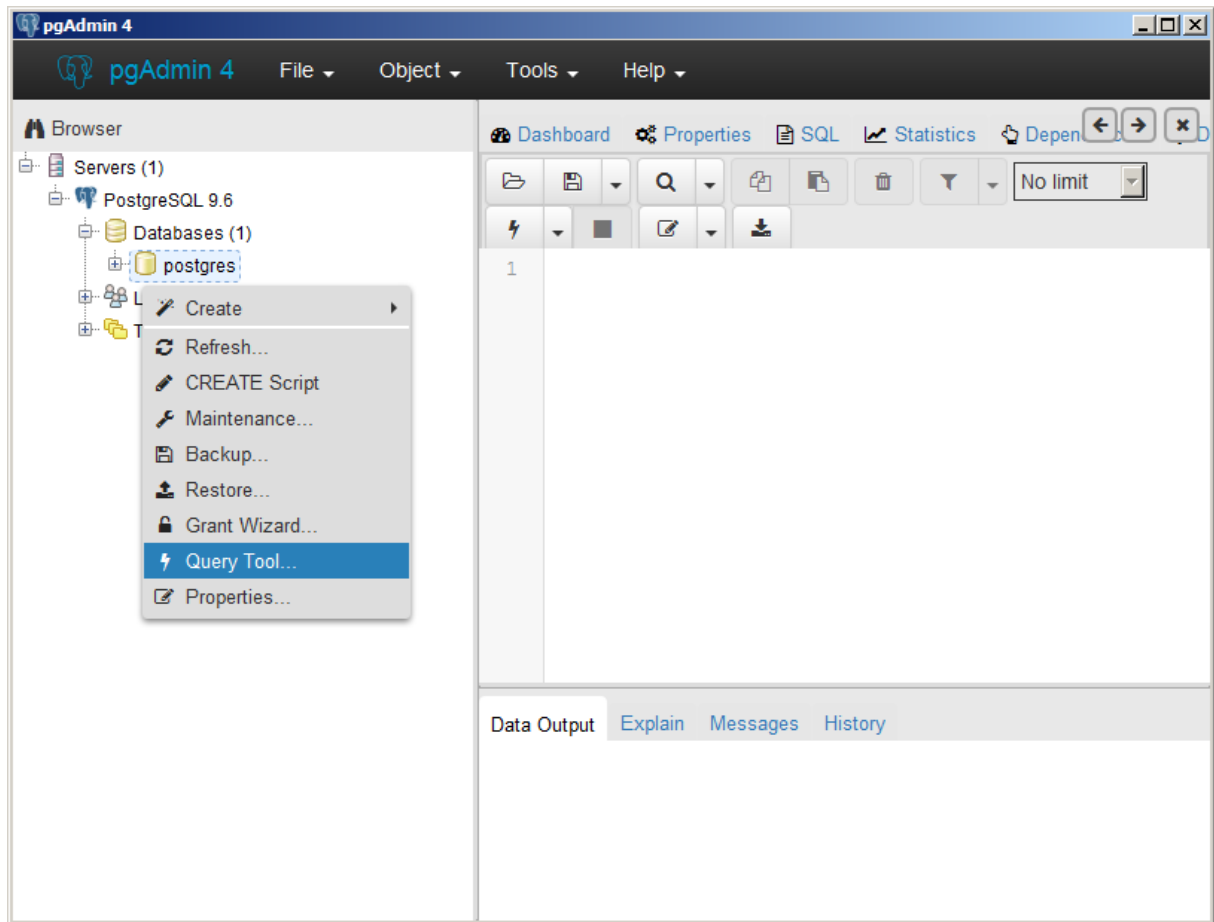 pgAdmin 4
pgAdmin 4 File Object Tools Help
Browser
Servers (1)
PostgreSQL 9.6
Databases (1)
postgres
L
T
Create
Refresh...
CREATE Script
Maintenance...
Backup...
Restore...
Grant Wizard...
Query Tool...
Properties...
Dashboard Properties SQL Statistics Depen D
No limit
1
Data Output Explain Messages History